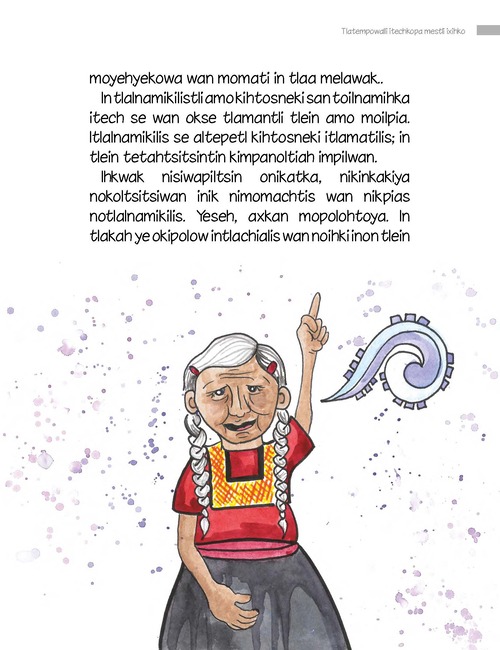 Tlatempowalli itechkopa mestli ixihko
moyehyekowa wan momati in tlaa melawak..
In tlalnamikilistli amo kihtosneki san toilnamihka
itech se wan okse tlamantli tlein amo moilpia.
Itlalnamikilis se altepetl kihtosneki itlamatilis; in
tlein tetahtsitsintin kimpanoltiah impilwan.
Ihkwak nisiwapiltsin onikatka, nikinkakiya
nokoltsitsiwan inik nimomachtis wan nikpias
notlalnamikilis. Yeseh, axkan mopolohtoya. In
tlakah ye okipolow intlachialis wan noihki inon tlein